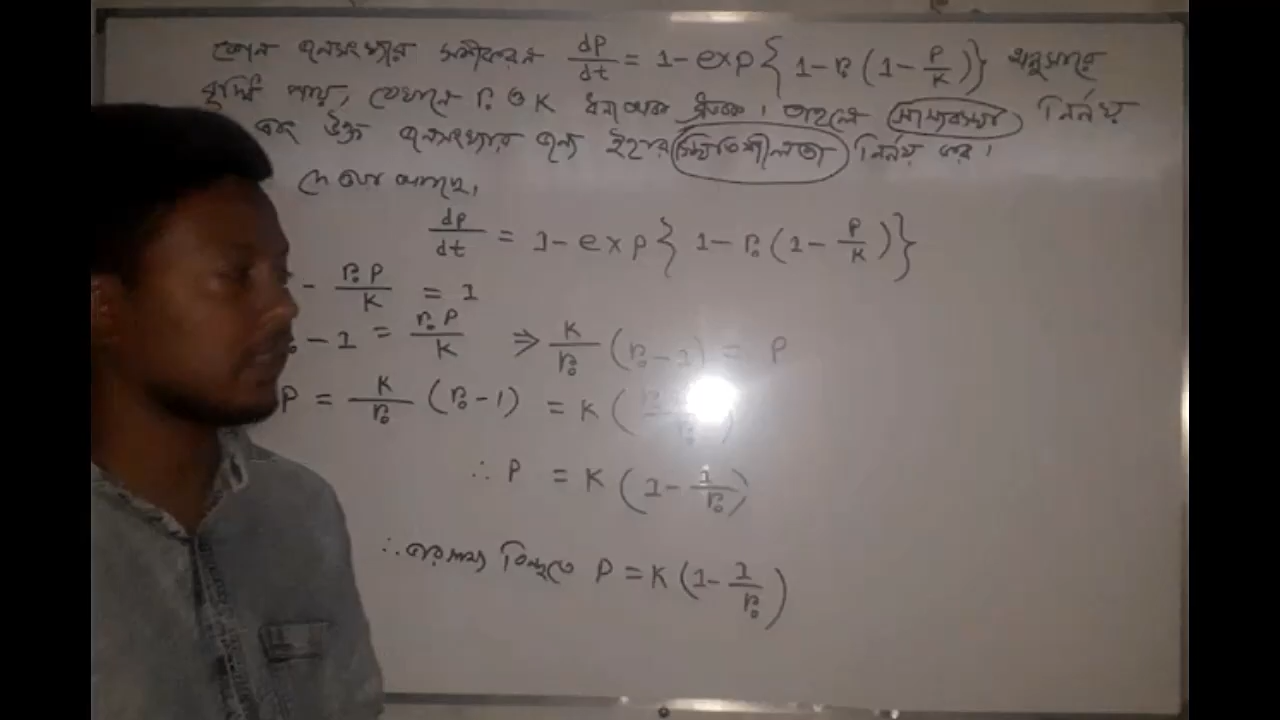 কোন জনসংখ্যার সমীকরণ dP/dt = 1 - exp{ 1 - r₀ (1 - P/K)} অনুসারে
বৃদ্ধি পায়, যেখানে r₀ ও K ধনাত্মক ধ্রুবক। তাহলে সাম্যাবস্থা নির্ণয়
উক্ত জনসংখ্যার জন্য ইহার স্থিতিশীলতা নির্ণয় কর।
দেওয়া আছে,
dP/dt = 1 - exp{ 1 - r₀ (1 - P/K)}
- r₀P/K = 1
- 1 = r₀P/K ⇒ K/r₀ (r₀ - 1) = P
P = K/r₀ (r₀ - 1) = K (
∴ P = K (1 - 1/r₀)
∴ বিন্দুতে P = K (1 - 1/r₀)